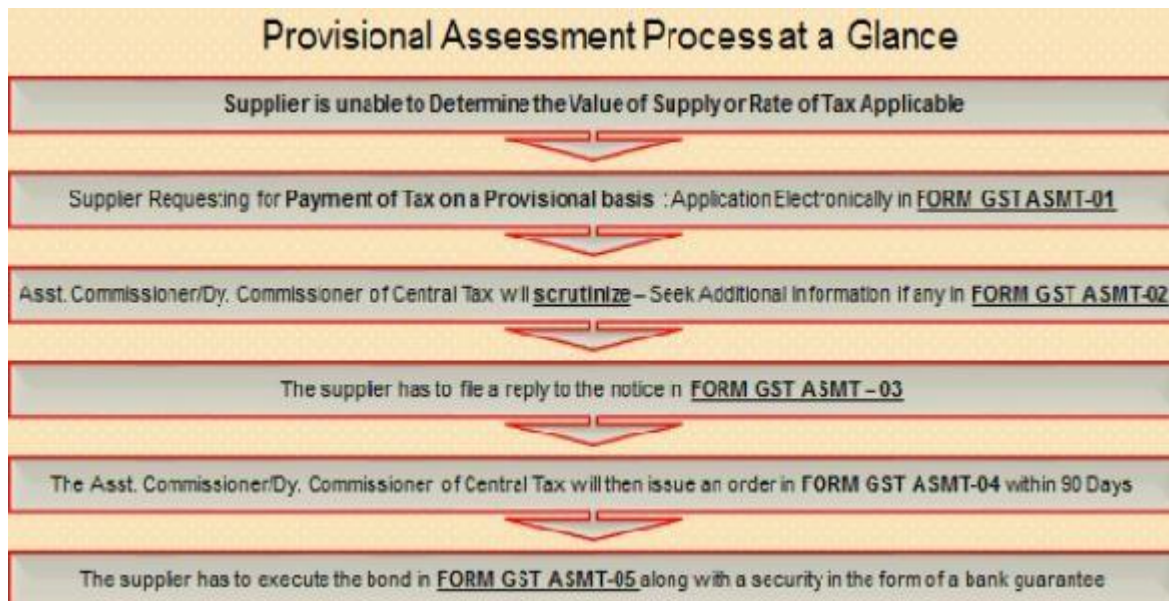 Provisional Assessment Process at a Glance
Supplier is unable to Determine the Value of Supply or Rate of Tax Applicable
Supplier Requesting for Payment of Tax on a Provisional basis : Application Electronically in FORM GST ASMT-01
Asst. Commissioner/Dy. Commissioner of Central Tax will scrutinize – Seek Additional Information if any in FORM GST ASMT-02
The supplier has to file a reply to the notice in FORM GST ASMT – 03
The Asst. Commissioner/Dy. Commissioner of Central Tax will then issue an order in FORM GST ASMT-04 within 90 Days
The supplier has to execute the bond in FORM GST ASMT-05 along with a security in the form of a bank guarantee